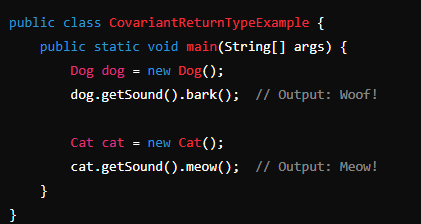 public class CovariantReturnTypeExample {
    public static void main(String[] args) {
        Dog dog = new Dog();
        dog.getSound().bark();  // Output: Woof!

        Cat cat = new Cat();
        cat.getSound().meow();  // Output: Meow!
    }
}